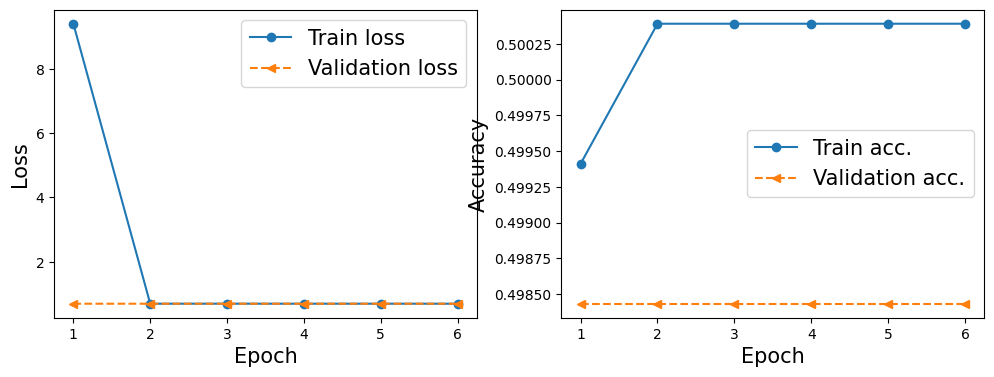 Train loss
Validation loss
8
6
4
2
1 2 3 4 5 6
Epoch
Loss
0.50025
0.50000
0.49975
0.49950
0.49925
0.49900
0.49875
0.49850
Train acc.
Validation acc.
1 2 3 4 5 6
Epoch
Accuracy